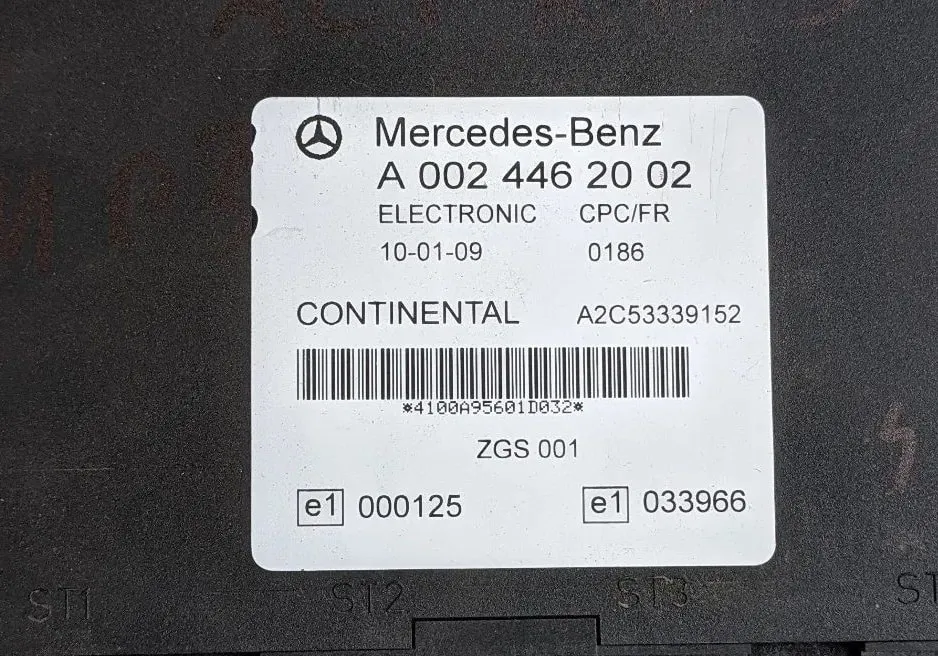 Mercedes-Benz
A 002 446 20 02
ELECTRONIC CPC/FR
10-01-09 0186
CONTINENTAL A2C53339152
*4100A95601D032*
ZGS 001
e1 000125 e1 033966
ST1 ST2 ST3